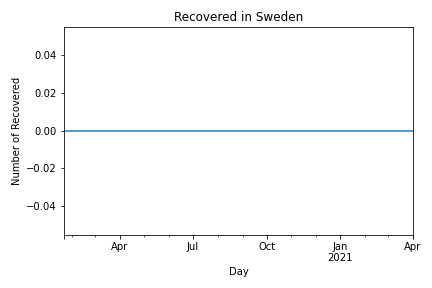 Recovered in Sweden
0.04
0.02
0.00
−0.02
−0.04
Number of Recovered
Apr
Jul
Oct
Jan
2021
Apr
Day